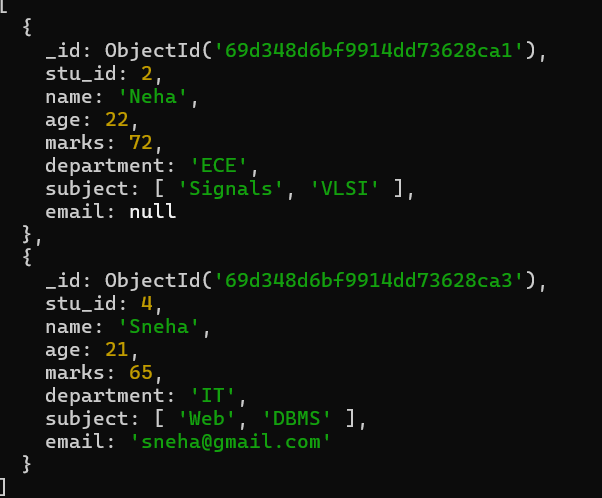 [
  {
    _id: ObjectId('69d348d6bf9914dd73628ca1'),
    stu_id: 2,
    name: 'Neha',
    age: 22,
    marks: 72,
    department: 'ECE',
    subject: [ 'Signals', 'VLSI' ],
    email: null
  },
  {
    _id: ObjectId('69d348d6bf9914dd73628ca3'),
    stu_id: 4,
    name: 'Sneha',
    age: 21,
    marks: 65,
    department: 'IT',
    subject: [ 'Web', 'DBMS' ],
    email: 'sneha@gmail.com'
  }
]